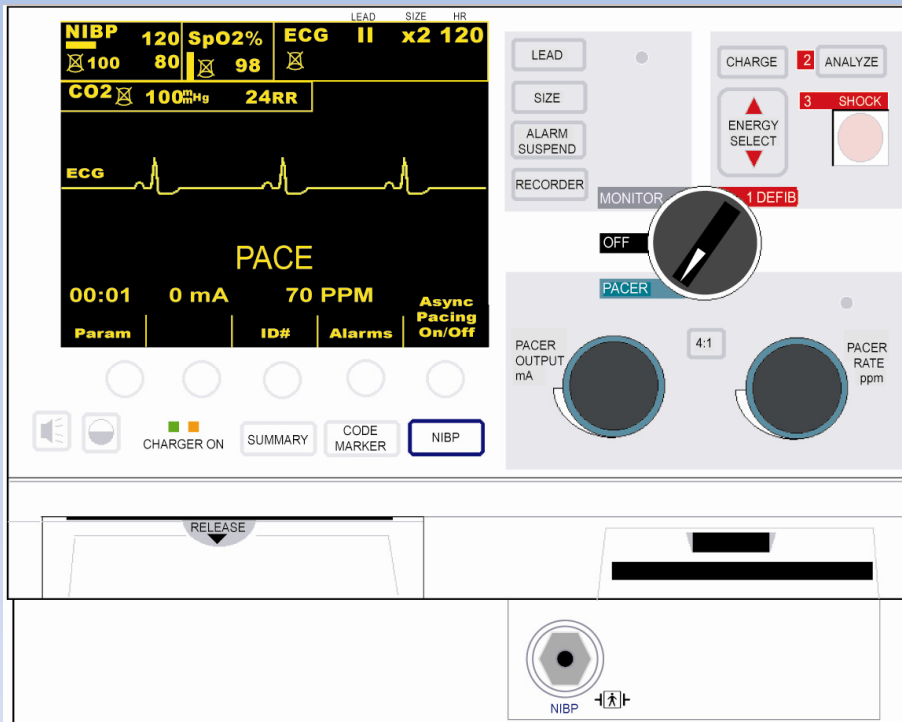 LEAD SIZE HR
NIBP 120 SpO2% ECG II x2 120
100 80 98
CO2 100mmHg 24RR
ECG
PACE
00:01 0 mA 70 PPM Async
Pacing
Param ID# Alarms On/Off
CHARGER ON
SUMMARY
CODE
MARKER
NIBP
LEAD
SIZE
ALARM
SUSPEND
RECORDER
CHARGE 2 ANALYZE
ENERGY
SELECT
3 SHOCK
MONITOR
1 DEFIB
OFF
PACER
PACER
OUTPUT
mA
4:1
PACER
RATE
ppm
RELEASE
NIBP